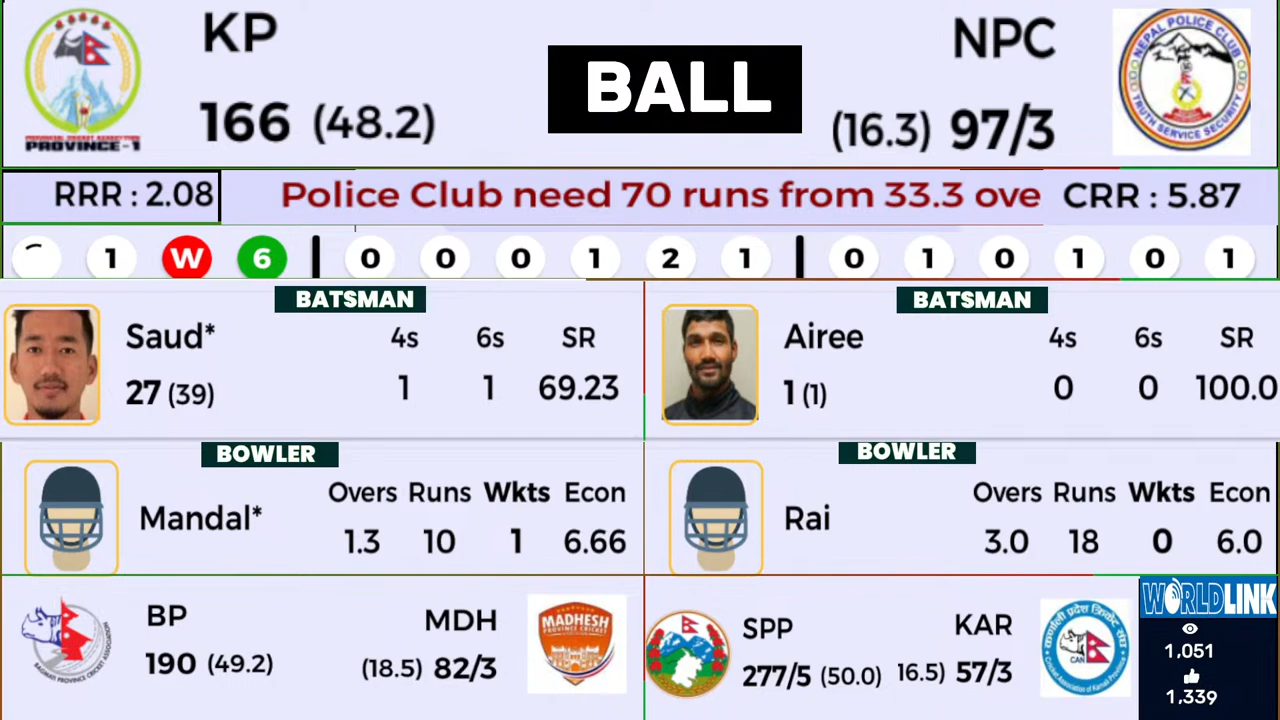 KP
166 (48.2)
PROVINCE-1
BALL
NPC
(16.3) 97/3
NEPAL POLICE CLUB
TRUTH SERVICE SECURITY
RRR : 2.08
Police Club need 70 runs from 33.3 ove
CRR : 5.87
1 W 6 | 0 0 0 1 2 1 | 0 1 0 1 0 1
BATSMAN
Saud* 4s 6s SR
27 (39) 1 1 69.23
BATSMAN
Airee 4s 6s SR
1 (1) 0 0 100.0
BOWLER
Overs Runs Wkts Econ
Mandal*
1.3 10 1 6.66
BOWLER
Overs Runs Wkts Econ
Rai
3.0 18 0 6.0
BP
190 (49.2)
MDH
(18.5) 82/3
MADHESH
PROVINCE CRICKET
SPP
277/5 (50.0)
KAR
16.5) 57/3
CAN
WORLDLINK
1,051
1,339